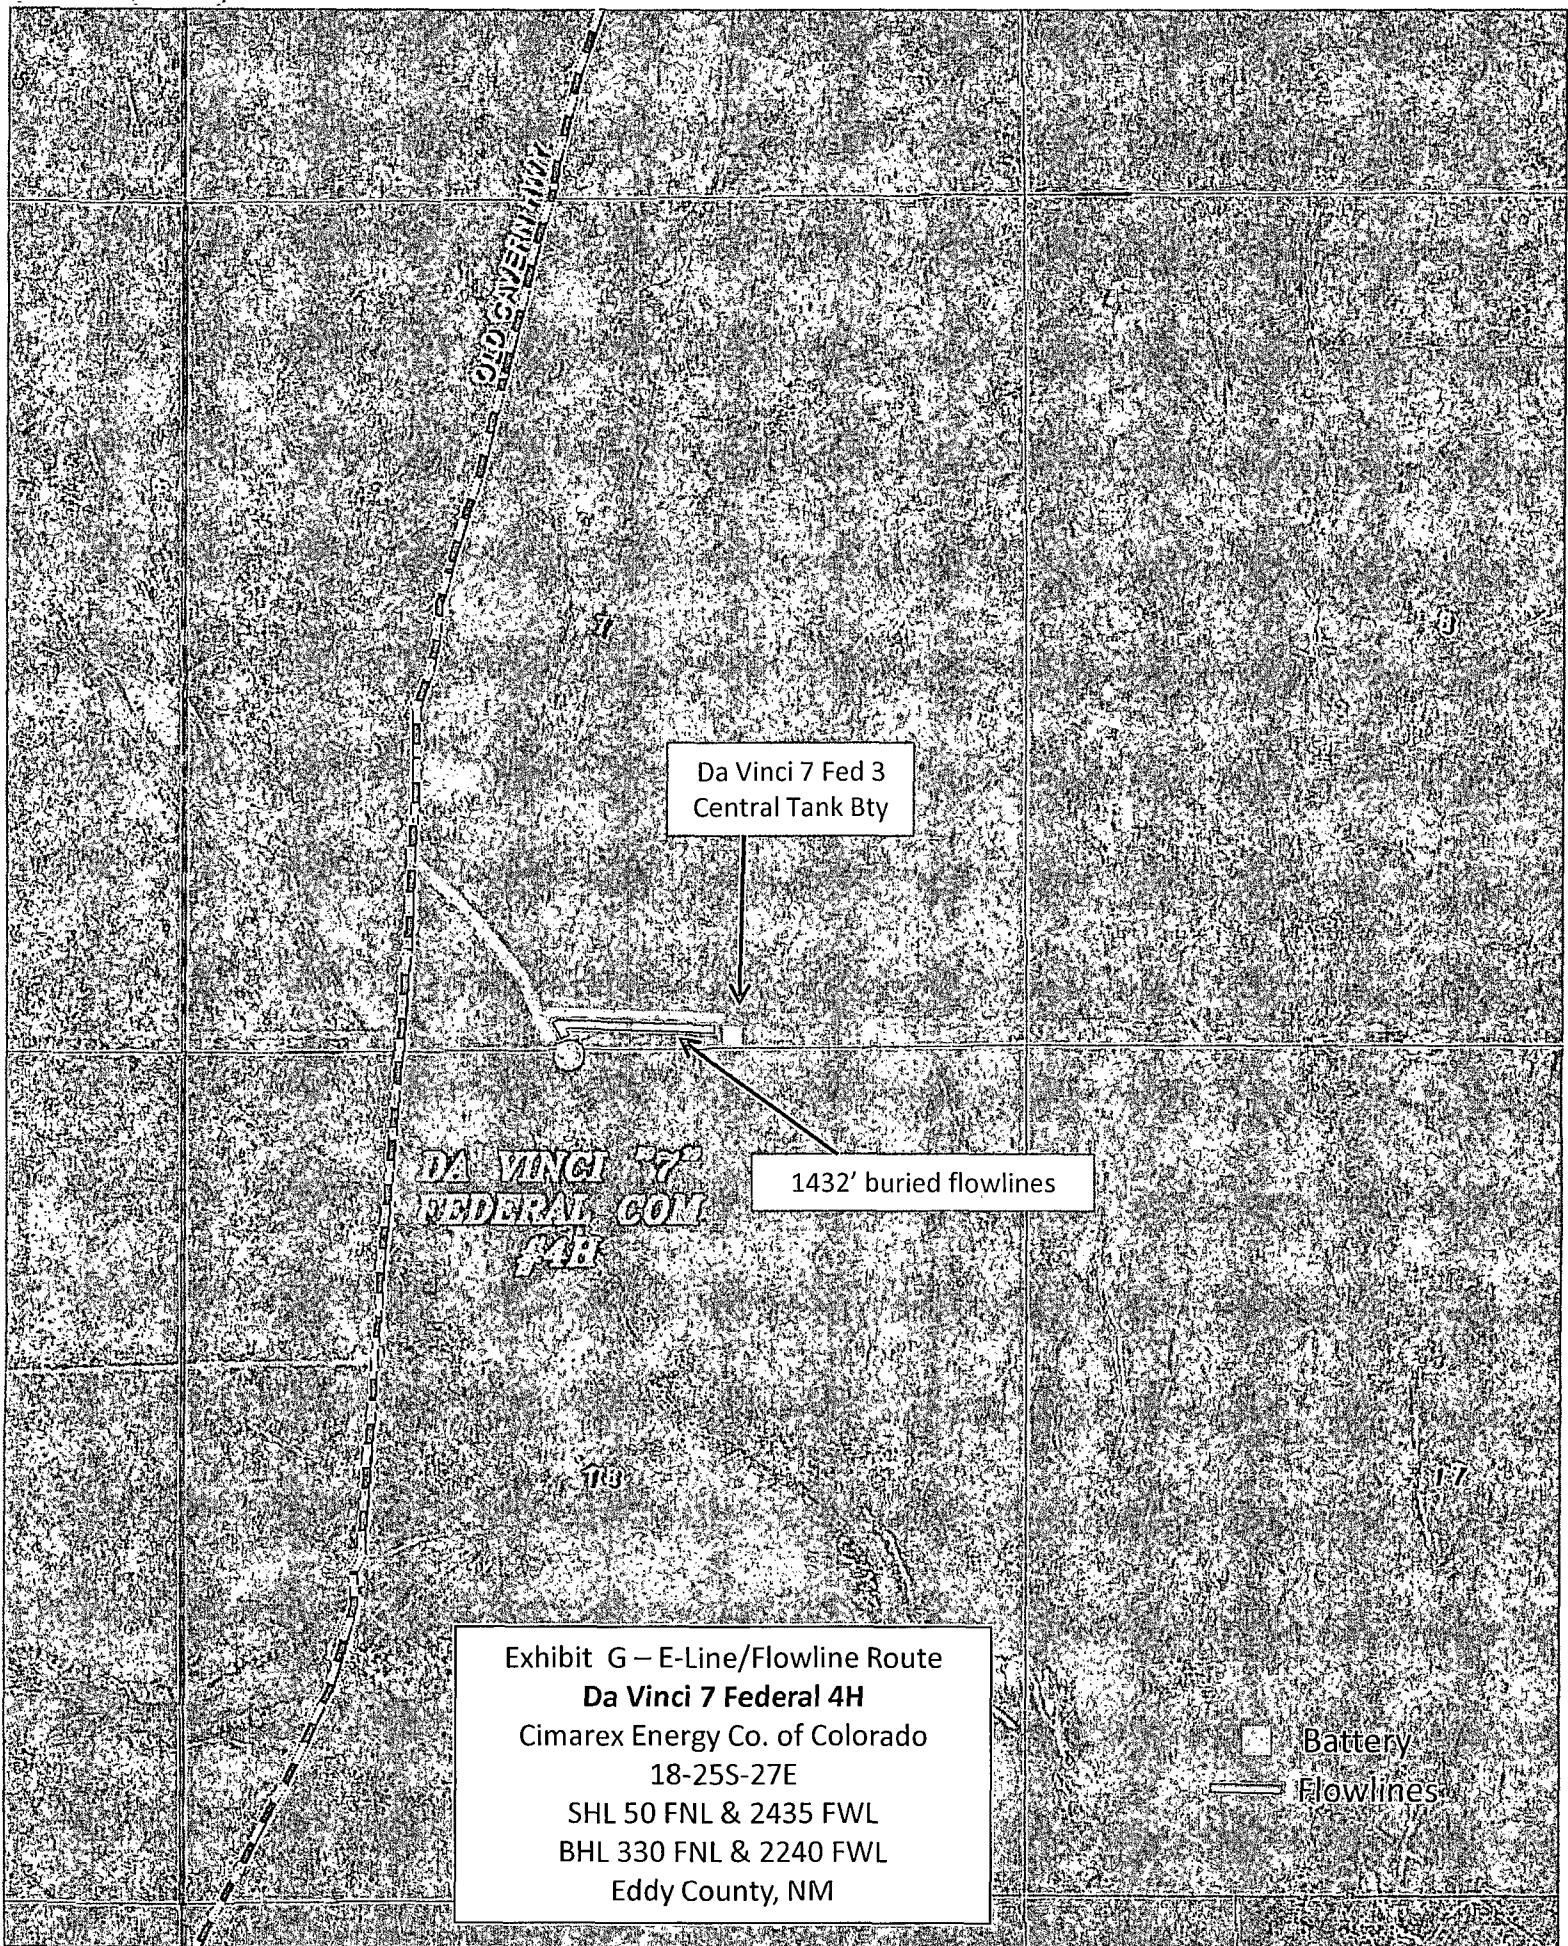 OLD CAVERN HWY
7
8
Da Vinci 7 Fed 3
Central Tank Bty
DA VINCI "7"
FEDERAL COM
#4H
1432' buried flowlines
18
17
Exhibit G – E-Line/Flowline Route
Da Vinci 7 Federal 4H
Cimarex Energy Co. of Colorado
18-25S-27E
SHL 50 FNL & 2435 FWL
BHL 330 FNL & 2240 FWL
Eddy County, NM
Battery
Flowlines